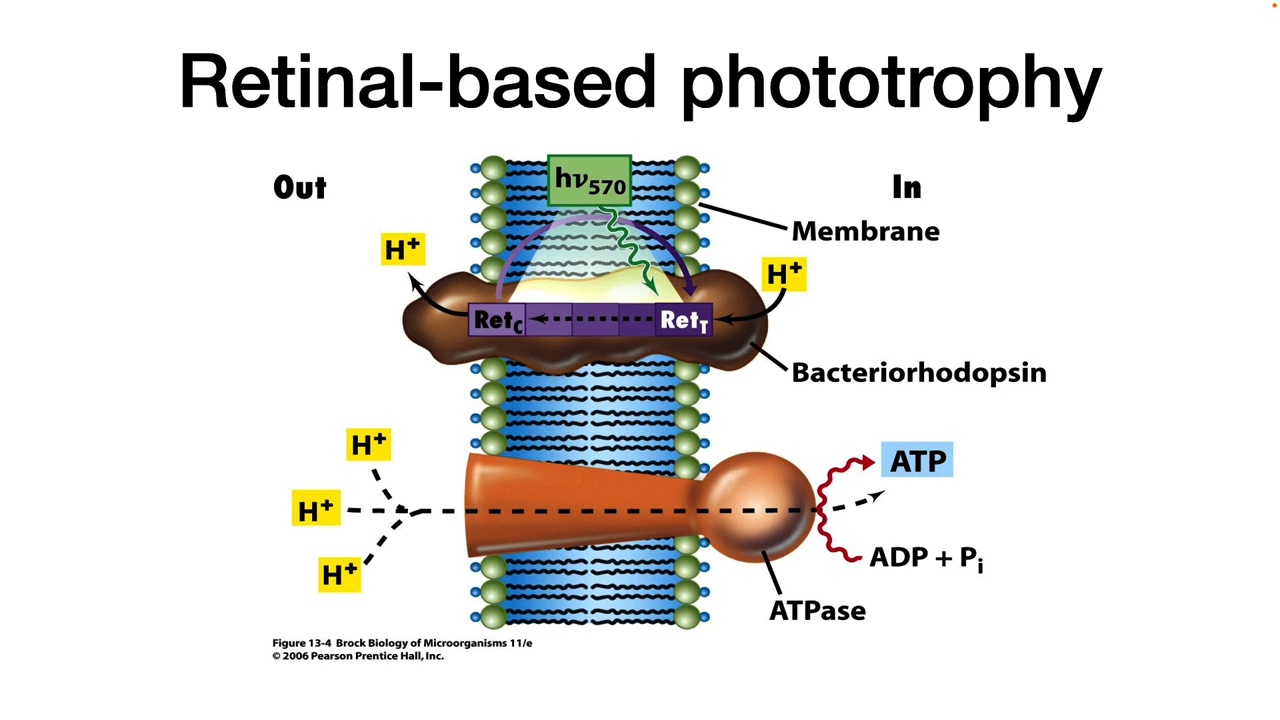 Retinal-based phototrophy
Out
hν570
In
Membrane
H+
H+
RetC
RetT
Bacteriorhodopsin
H+
H+
H+
ATP
ADP + Pi
ATPase
Figure 13-4 Brock Biology of Microorganisms 11/e
© 2006 Pearson Prentice Hall, Inc.